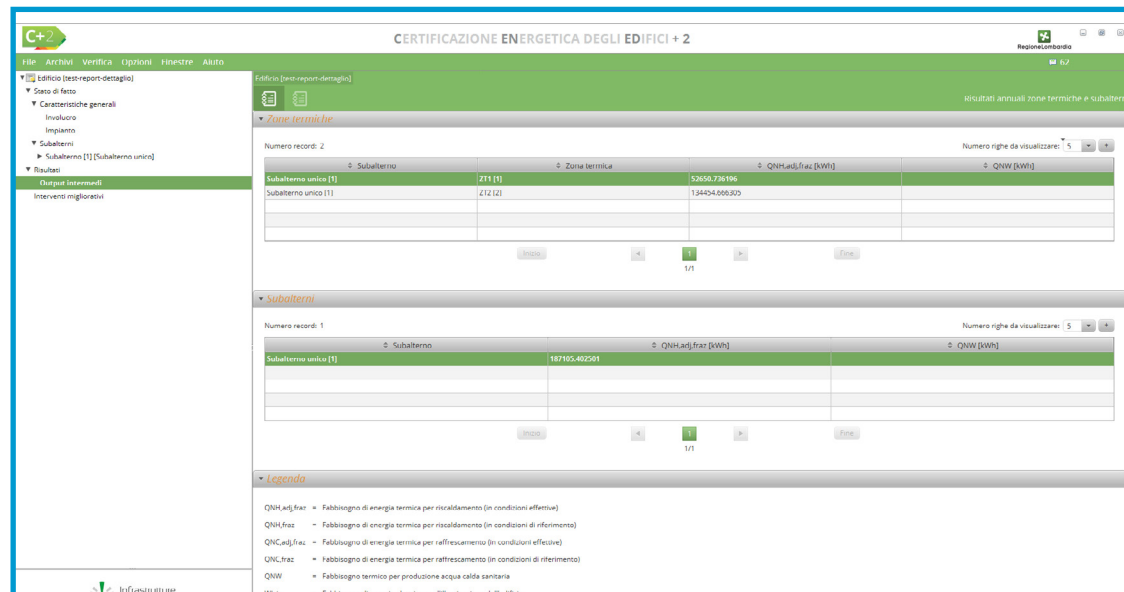 C+2
CERTIFICAZIONE ENERGETICA DEGLI EDIFICI + 2
RegioneLombardia
File Archivi Verifica Opzioni Finestre Aiuto
62
Edificio [test-report-dettaglio]
Stato di fatto
Caratteristiche generali
Involucro
Impianto
Subalterni
Subalterno [1] [Subalterno unico]
Risultati
Output intermedi
Interventi migliorativi
Edificio [test-report-dettaglio]
Risultati annuali zone termiche e subaltern
Zone termiche
Numero record: 2 Numero righe da visualizzare: 5 +
Subalterno Zona termica QNH,adj,fraz [kWh] QNW [kWh]
Subalterno unico [1] ZT1 [1] 52650.736196
Subalterno unico [1] ZT2 [2] 134454.666305
Inizio 1 Fine
1/1
Subalterni
Numero record: 1 Numero righe da visualizzare: 5 +
Subalterno QNH,adj,fraz [kWh] QNW [kWh]
Subalterno unico [1] 187105.402501
Inizio 1 Fine
1/1
Legenda
QNH,adj,fraz = Fabbisogno di energia termica per riscaldamento (in condizioni effettive)
QNH,fraz = Fabbisogno di energia termica per riscaldamento (in condizioni di riferimento)
QNC,adj,fraz = Fabbisogno di energia termica per raffrescamento (in condizioni effettive)
QNC,fraz = Fabbisogno di energia termica per raffrescamento (in condizioni di riferimento)
QNW = Fabbisogno termico per produzione acqua calda sanitaria
Infrastrutture